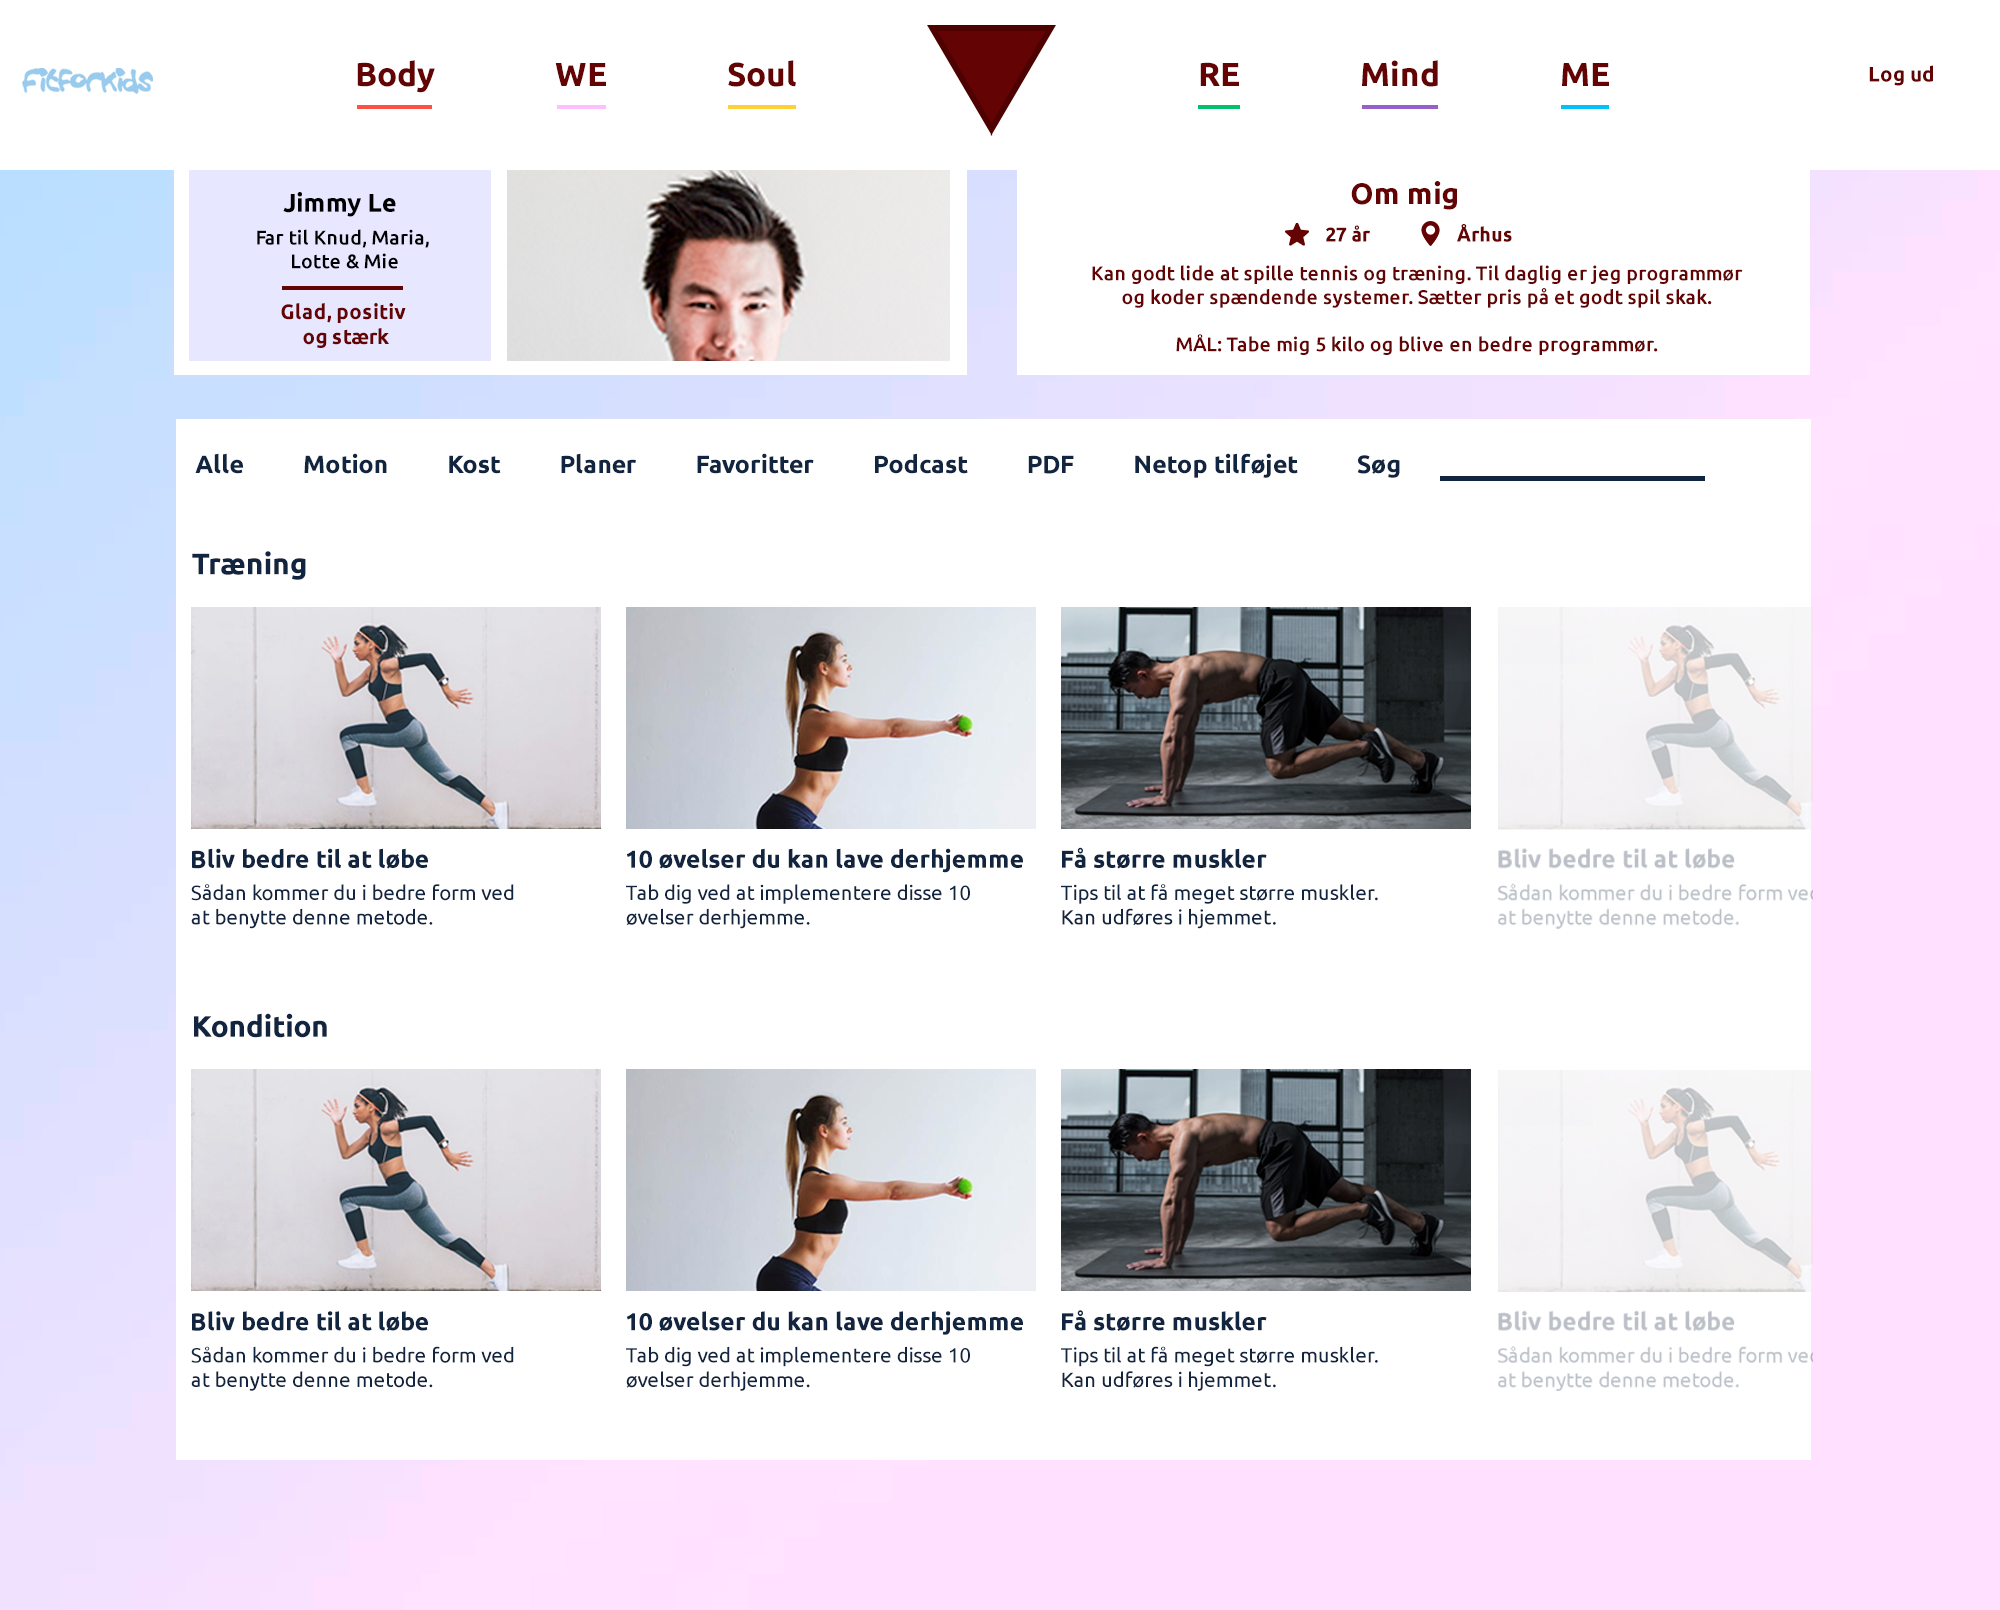 FitforKids
Body
WE
Soul
RE
Mind
ME
Log ud
Jimmy Le
Far til Knud, Maria,
Lotte & Mie
Glad, positiv
og stærk
Om mig
27 år
Århus
Kan godt lide at spille tennis og træning. Til daglig er jeg programmør
og koder spændende systemer. Sætter pris på et godt spil skak.
MÅL: Tabe mig 5 kilo og blive en bedre programmør.
Alle
Motion
Kost
Planer
Favoritter
Podcast
PDF
Netop tilføjet
Søg
Træning
Bliv bedre til at løbe
Sådan kommer du i bedre form ved
at benytte denne metode.
10 øvelser du kan lave derhjemme
Tab dig ved at implementere disse 10
øvelser derhjemme.
Få større muskler
Tips til at få meget større muskler.
Kan udføres i hjemmet.
Bliv bedre til at løbe
Sådan kommer du i bedre form ved
at benytte denne metode.
Kondition
Bliv bedre til at løbe
Sådan kommer du i bedre form ved
at benytte denne metode.
10 øvelser du kan lave derhjemme
Tab dig ved at implementere disse 10
øvelser derhjemme.
Få større muskler
Tips til at få meget større muskler.
Kan udføres i hjemmet.
Bliv bedre til at løbe
Sådan kommer du i bedre form ved
at benytte denne metode.